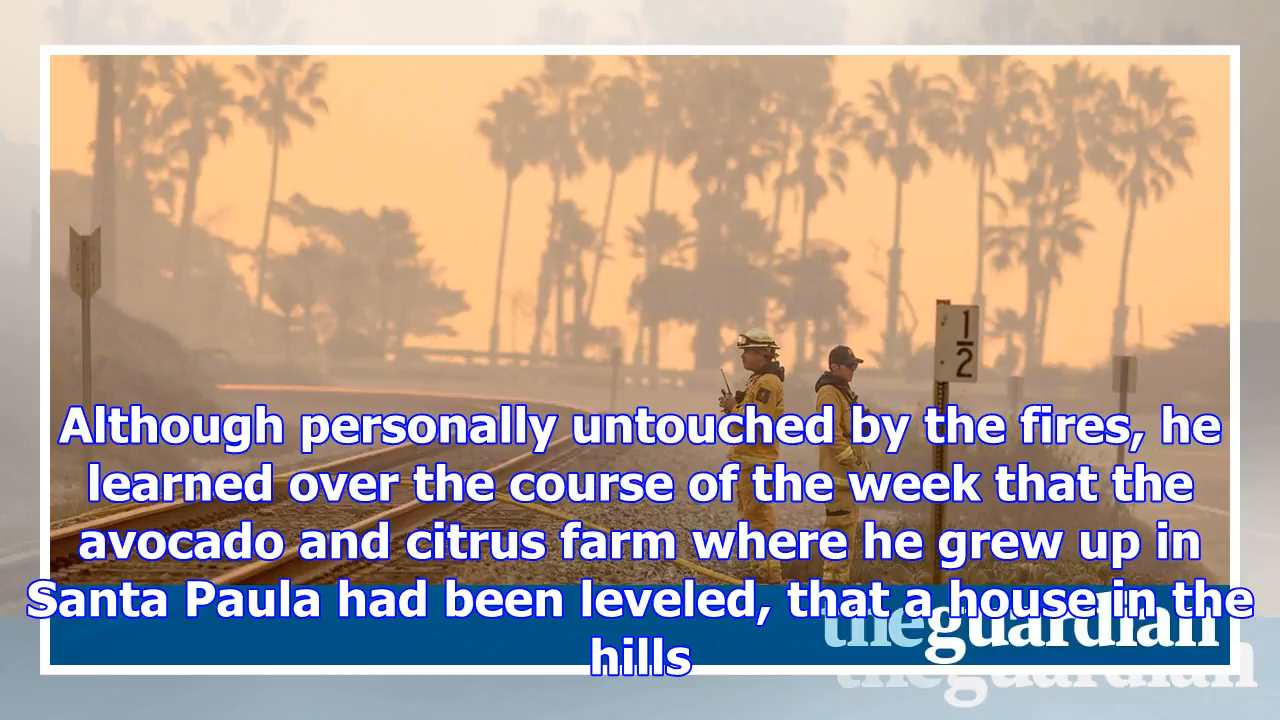 1
2
Although personally untouched by the fires, he
learned over the course of the week that the
avocado and citrus farm where he grew up in
Santa Paula had been leveled, that a house in the
hills
theguardian
theguardian